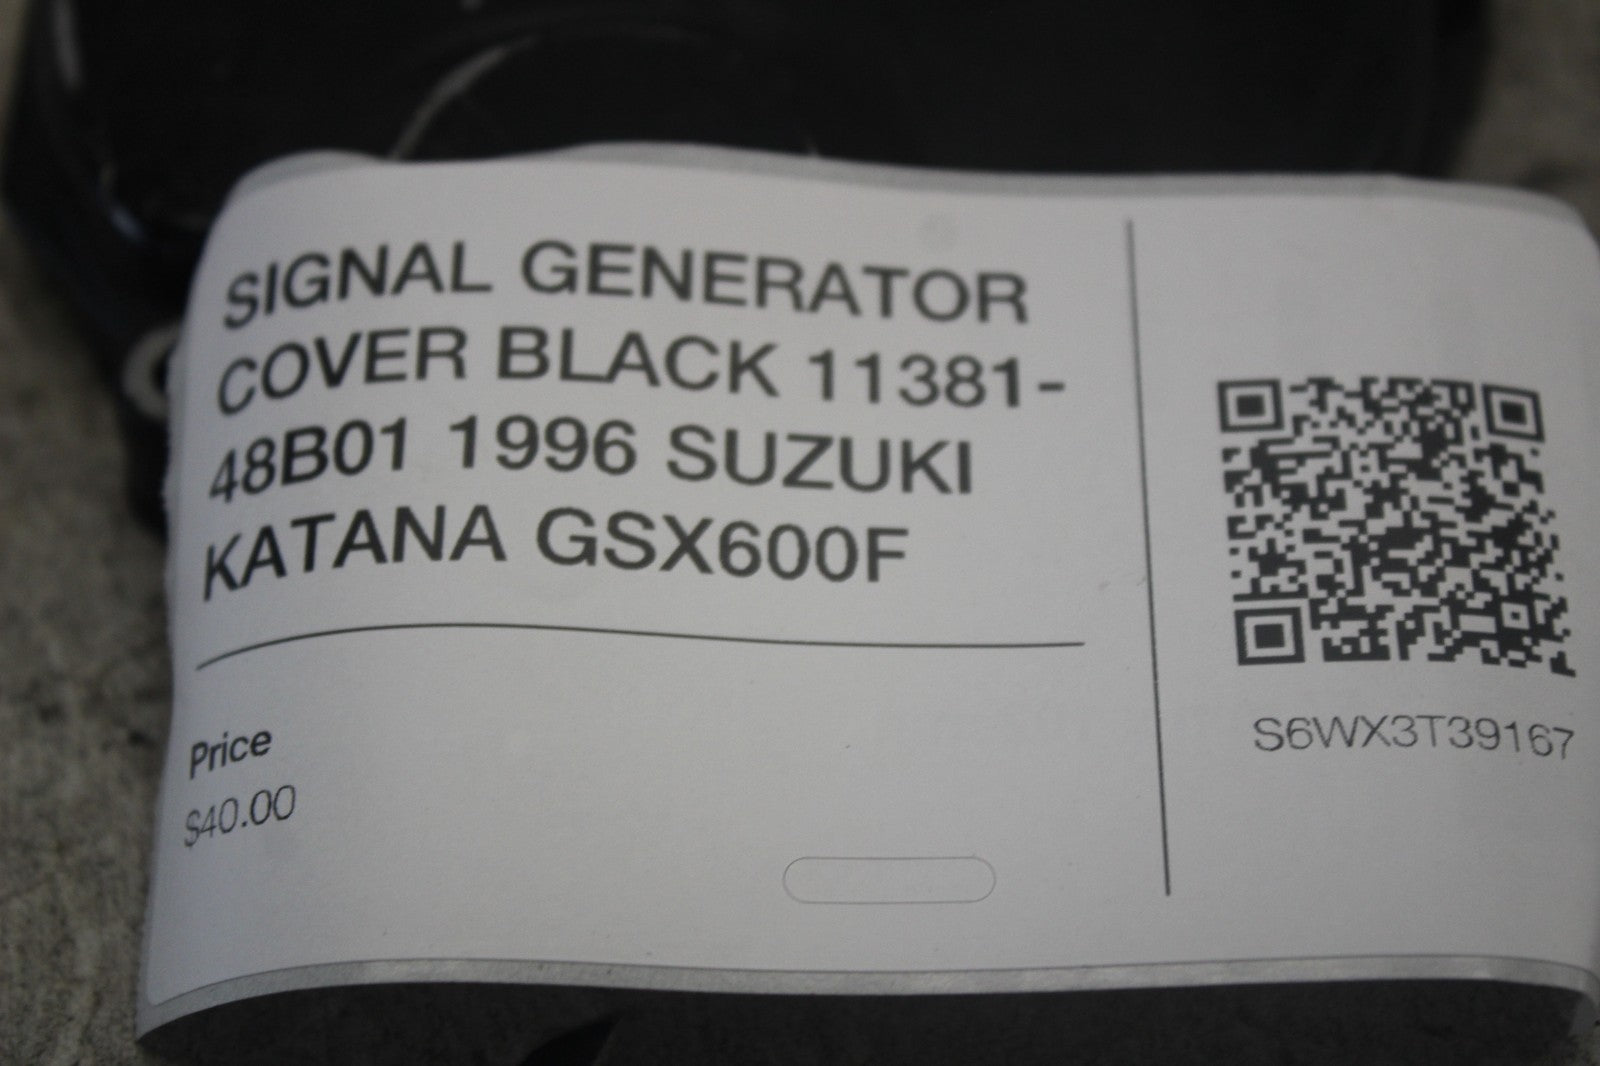 SIGNAL GENERATOR
COVER BLACK 11381-
48B01 1996 SUZUKI
KATANA GSX600F
Price
$40.00
S6WX3T39167